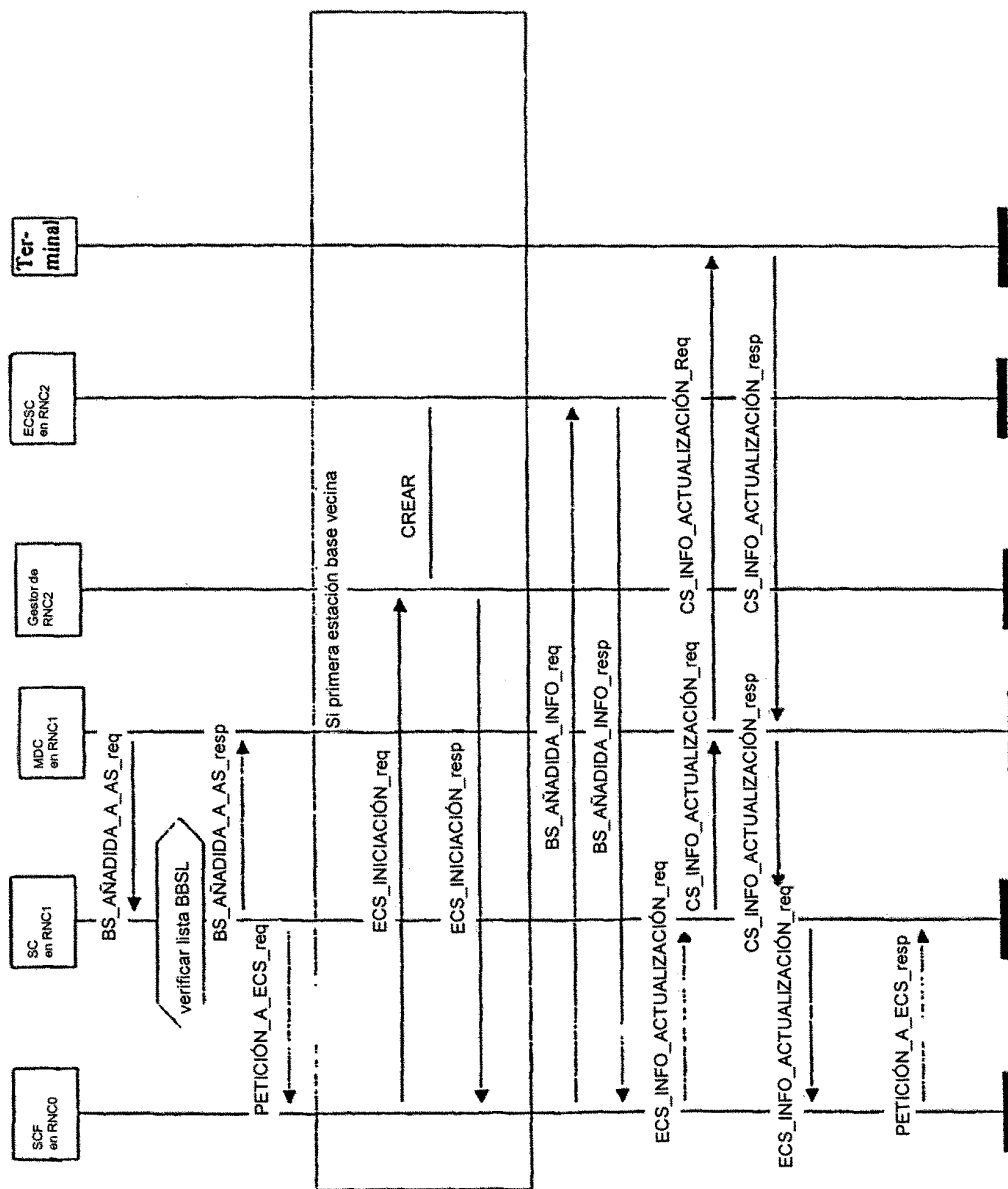 SCF
en RNC0
SC
en RNC1
MDC
en RNC1
Gestor de
RNC2
ECSC
en RNC2
Ter-
minal
BS_AÑADIDA_A_AS_req
verificar lista BBSL
BS_AÑADIDA_A_AS_resp
PETICIÓN_A_ECS_req
Si primera estación base vecina
ECS_INICIACIÓN_req
CREAR
ECS_INICIACIÓN_resp
BS_AÑADIDA_INFO_req
BS_AÑADIDA_INFO_resp
ECS_INFO_ACTUALIZACIÓN_req
CS_INFO_ACTUALIZACIÓN_req
CS_INFO_ACTUALIZACIÓN_Req
CS_INFO_ACTUALIZACIÓN_resp
CS_INFO_ACTUALIZACIÓN_resp
ECS_INFO_ACTUALIZACIÓN_req
PETICIÓN_A_ECS_resp